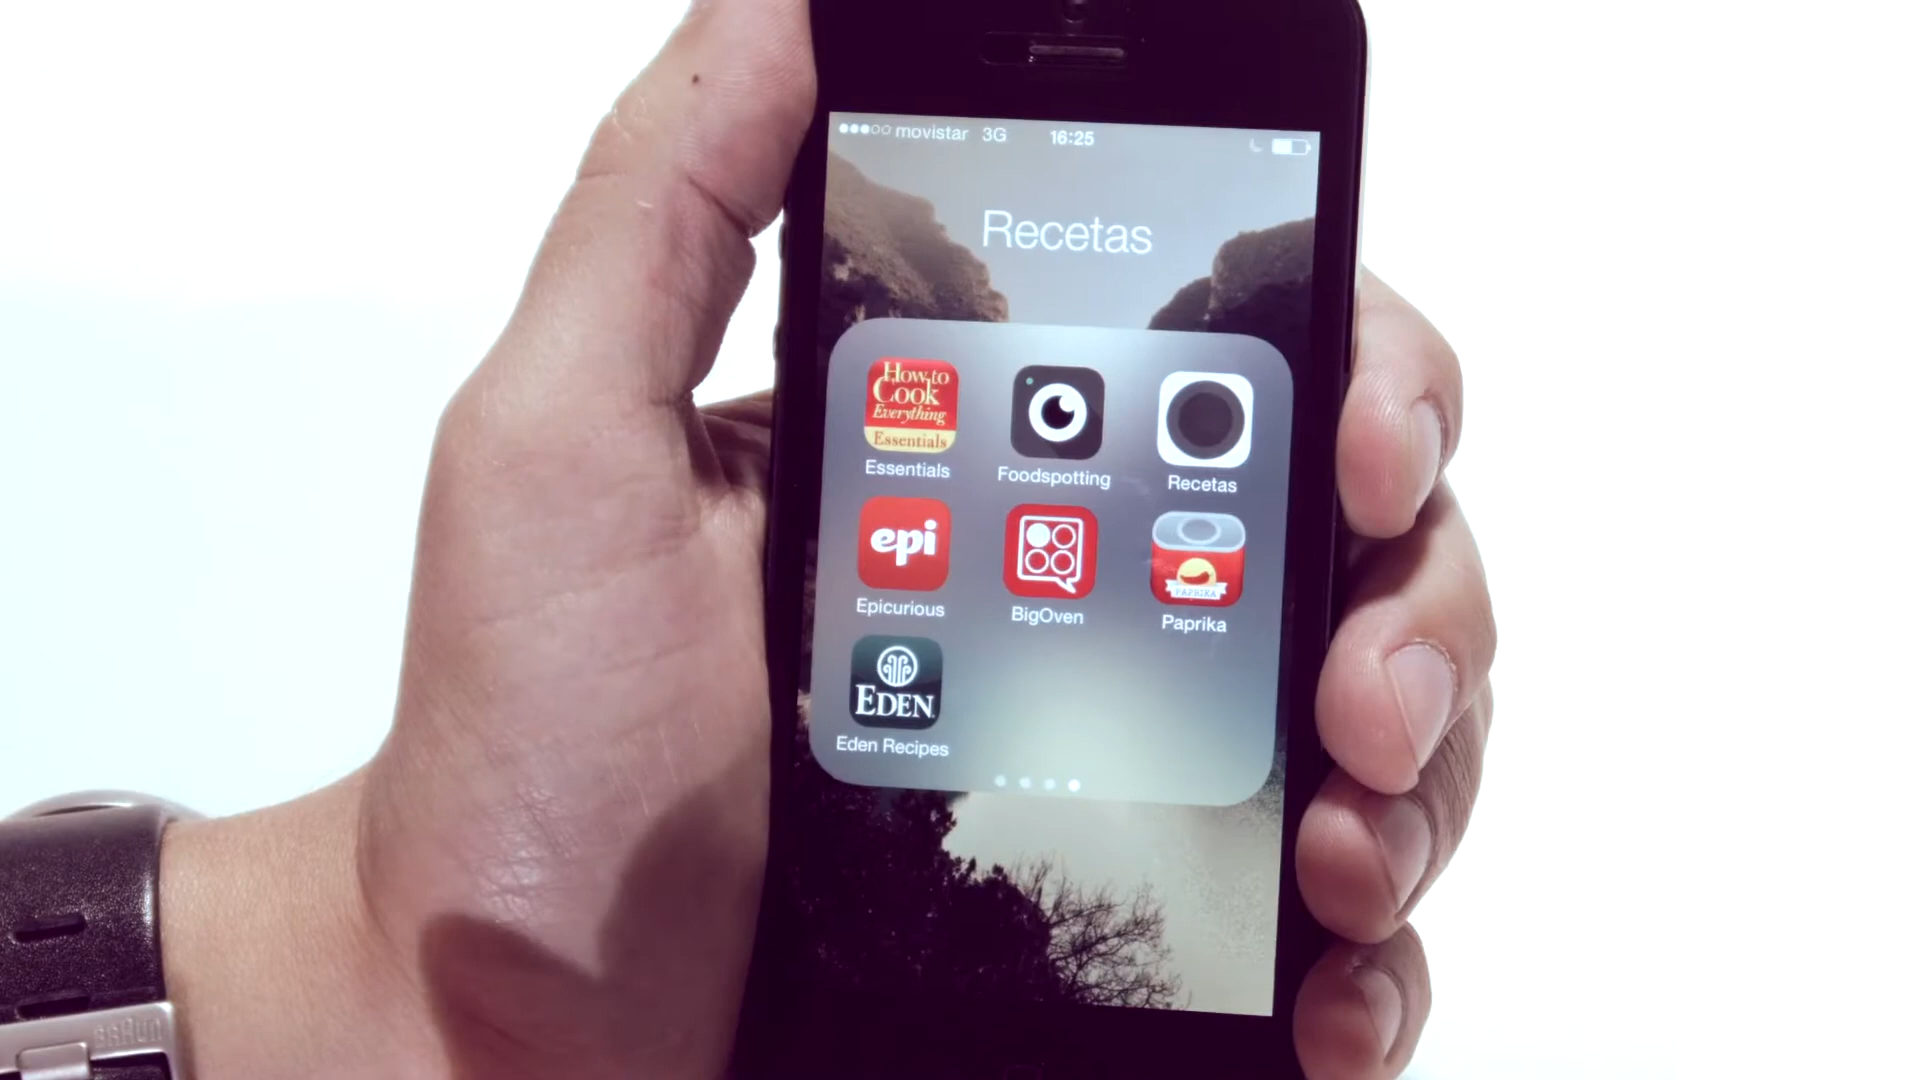 movistar 3G 16:25
Recetas
How to
Cook
Everything
Essentials
Essentials
Foodspotting
Recetas
epi
Epicurious
BigOven
PAPRIKA
Paprika
EDEN
Eden Recipes
BRAUN